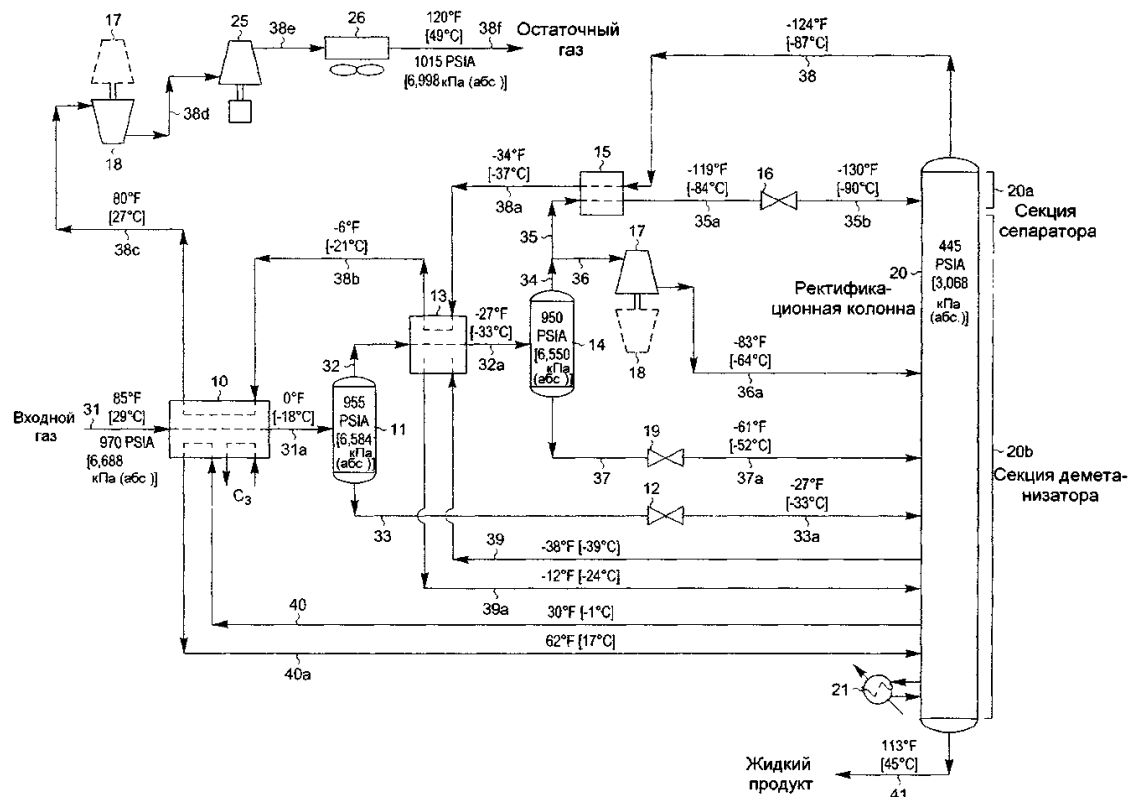 17
25
38e
26
120°F
[49°C]
38f
Остаточный
газ
1015 PSIA
[6,998 кПа (абс )]
38d
18
-124°F
[-87°C]
38
80°F
[27°C]
38c
-6°F
[-21°C]
38b
-34°F
[-37°C]
38a
15
-119°F
[-84°C]
35a
16
-130°F
[-90°C]
35b
20a
Секция
сепаратора
35
34
36
17
18
20
445
PSIA
[3,068
кПа
(абс.)]
Ректифика-
ционная колонна
13
-27°F
[-33°C]
32a
950
PSIA
[6,550
кПа
(абс )]
14
-83°F
[-64°C]
36a
32
10
Входной
газ
31
85°F
[29°C]
970 PSIA
[6,688
кПа (абс )]
0°F
[-18°C]
31a
C3
955
PSIA
[6,584
кПа
(абс )]
11
37
19
-61°F
[-52°C]
37a
20b
Секция демета-
низатора
33
12
-27°F
[-33°C]
33a
39
-38°F [-39°C]
-12°F [-24°C]
39a
40
30°F [-1°C]
62°F [17°C]
40a
21
Жидкий
продукт
113°F
[45°C]
41